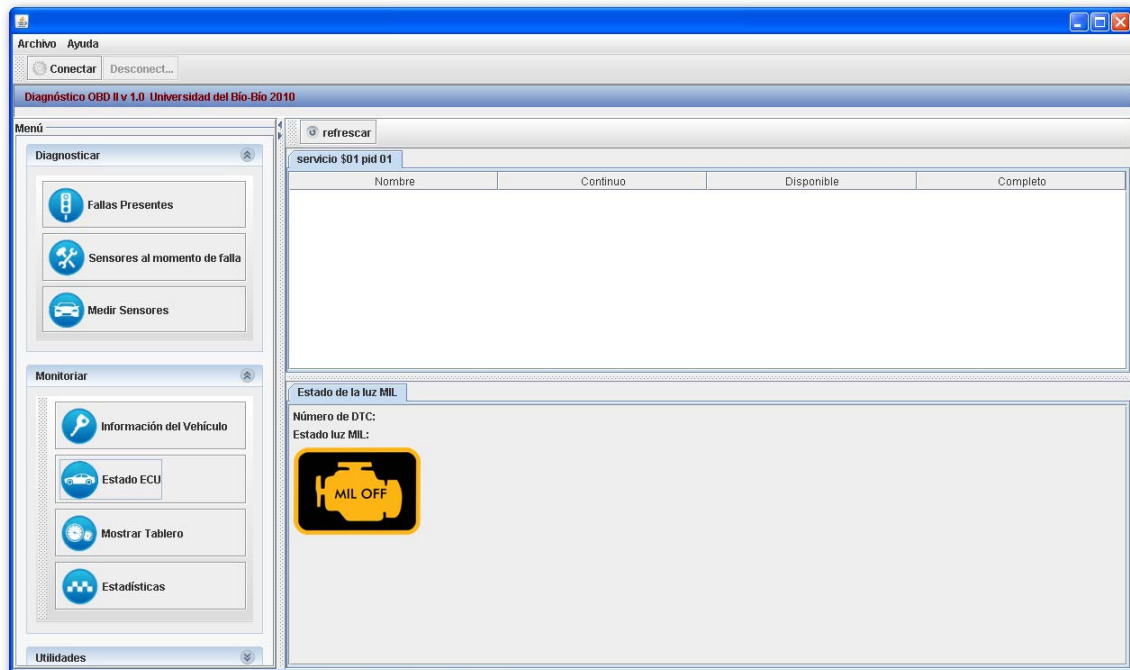 Archivo Ayuda
Conectar Desconect...
Diagnóstico OBD II v 1.0 Universidad del Bío-Bío 2010
Menú
Diagnosticar
Fallas Presentes
Sensores al momento de falla
Medir Sensores
Monitoriar
Información del Vehículo
Estado ECU
Mostrar Tablero
Estadísticas
Utilidades
refrescar
servicio $01 pid 01
Nombre Continuo Disponible Completo
Estado de la luz MIL
Número de DTC:
Estado luz MIL:
MIL OFF